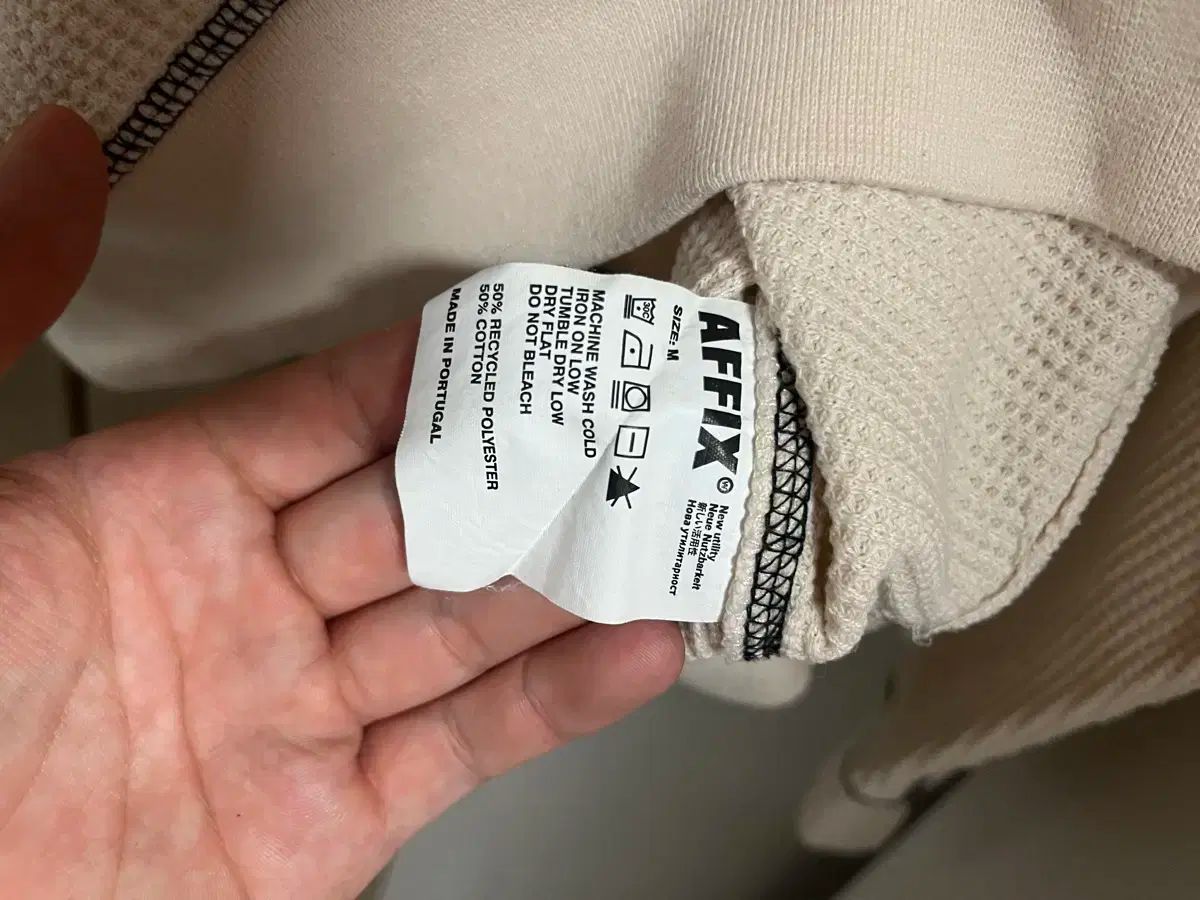 AFFIX
New utility
Neue Nutzbarkeit
新しい活用性
Нова утилитарност
SIZE: M
30C
MACHINE WASH COLD
IRON ON LOW
TUMBLE DRY LOW
DRY FLAT
DO NOT BLEACH
50% RECYCLED POLYESTER
50% COTTON
MADE IN PORTUGAL